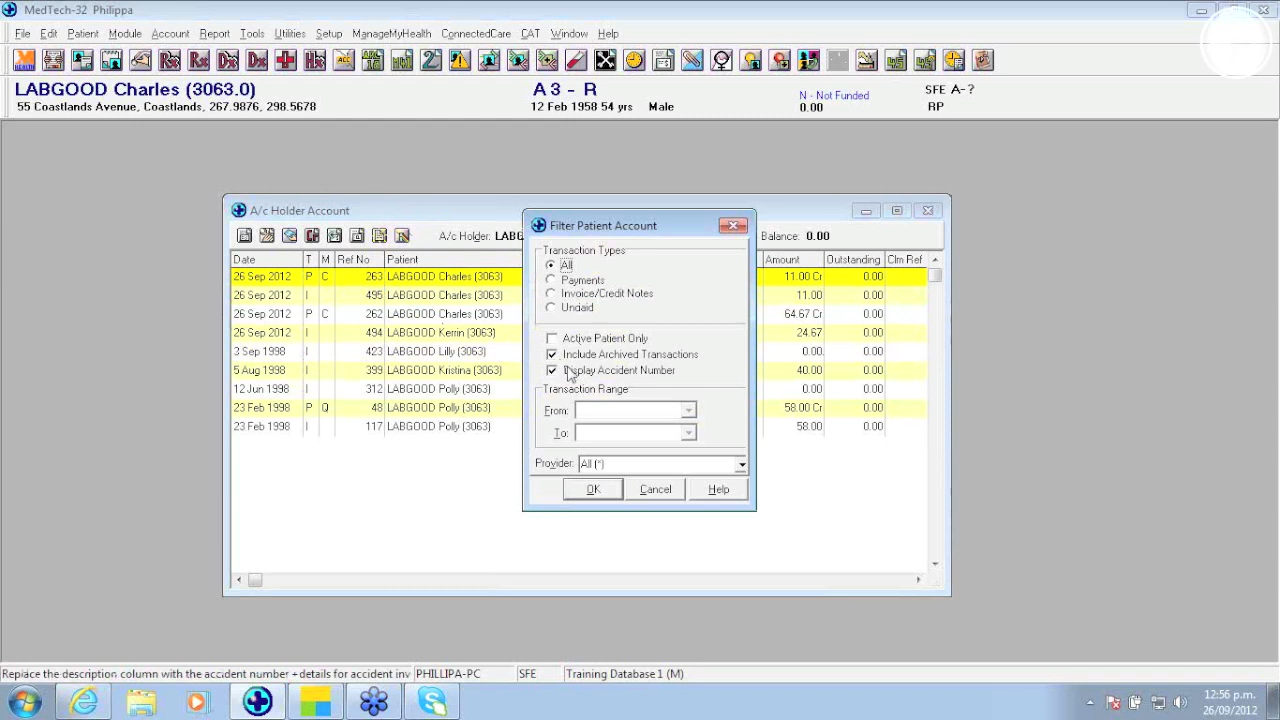 MedTech-32 Philippa
File Edit Patient Module Account Report Tools Utilities Setup ManageMyHealth ConnectedCare CAT Window Help
LABGOOD Charles (3063.0) A 3 - R N - Not Funded SFE A-?
55 Coastlands Avenue, Coastlands, 267.9876, 298.5678 12 Feb 1958 54 yrs Male 0.00 RP
A/c Holder Account
A/c Holder: LABG Balance: 0.00
Date T M Ref No Patient Amount Outstanding Clm Ref
26 Sep 2012 P C 263 LABGOOD Charles (3063) 11.00 Cr 0.00
26 Sep 2012 I 495 LABGOOD Charles (3063) 11.00 0.00
26 Sep 2012 P C 262 LABGOOD Charles (3063) 64.67 Cr 0.00
26 Sep 2012 I 494 LABGOOD Kerrin (3063) 24.67 0.00
3 Sep 1998 I 423 LABGOOD Lilly (3063) 0.00 0.00
5 Aug 1998 I 399 LABGOOD Kristina (3063) 40.00 0.00
12 Jun 1998 I 312 LABGOOD Polly (3063) 0.00 0.00
23 Feb 1998 P Q 48 LABGOOD Polly (3063) 58.00 Cr 0.00
23 Feb 1998 I 117 LABGOOD Polly (3063) 58.00 0.00
Filter Patient Account
Transaction Types
All
Payments
Invoice/Credit Notes
Unpaid
Active Patient Only
Include Archived Transactions
Display Accident Number
Transaction Range
From:
To:
Provider: All (*)
OK Cancel Help
Replace the description column with the accident number + details for accident inv PHILLIPA-PC SFE Training Database1 (M)
12:56 p.m.
26/09/2012